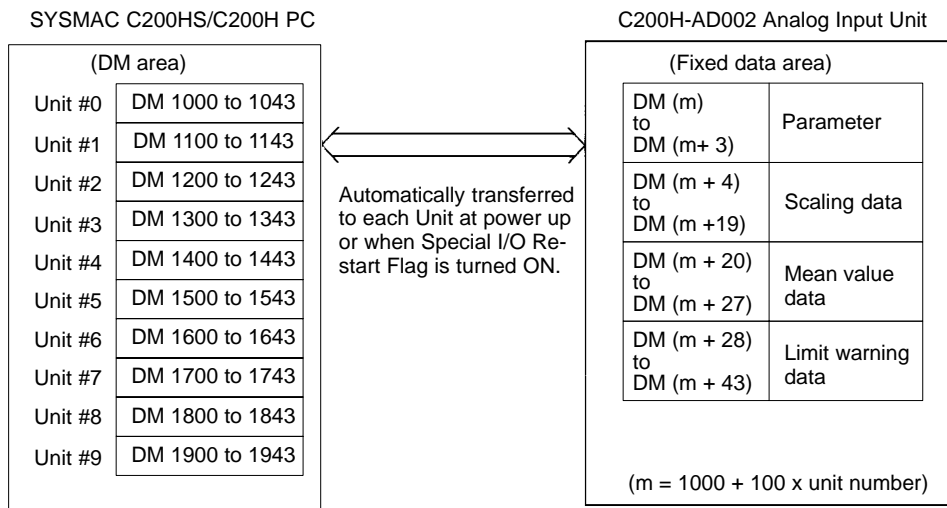 SYSMAC C200HS/C200H PC
(DM area)
Unit #0 DM 1000 to 1043
Unit #1 DM 1100 to 1143
Unit #2 DM 1200 to 1243
Unit #3 DM 1300 to 1343
Unit #4 DM 1400 to 1443
Unit #5 DM 1500 to 1543
Unit #6 DM 1600 to 1643
Unit #7 DM 1700 to 1743
Unit #8 DM 1800 to 1843
Unit #9 DM 1900 to 1943
Automatically transferred
to each Unit at power up
or when Special I/O Re-
start Flag is turned ON.
C200H-AD002 Analog Input Unit
(Fixed data area)
DM (m)
to
DM (m+ 3)
Parameter
DM (m + 4)
to
DM (m +19)
Scaling data
DM (m + 20)
to
DM (m + 27)
Mean value
data
DM (m + 28)
to
DM (m + 43)
Limit warning
data
(m = 1000 + 100 x unit number)